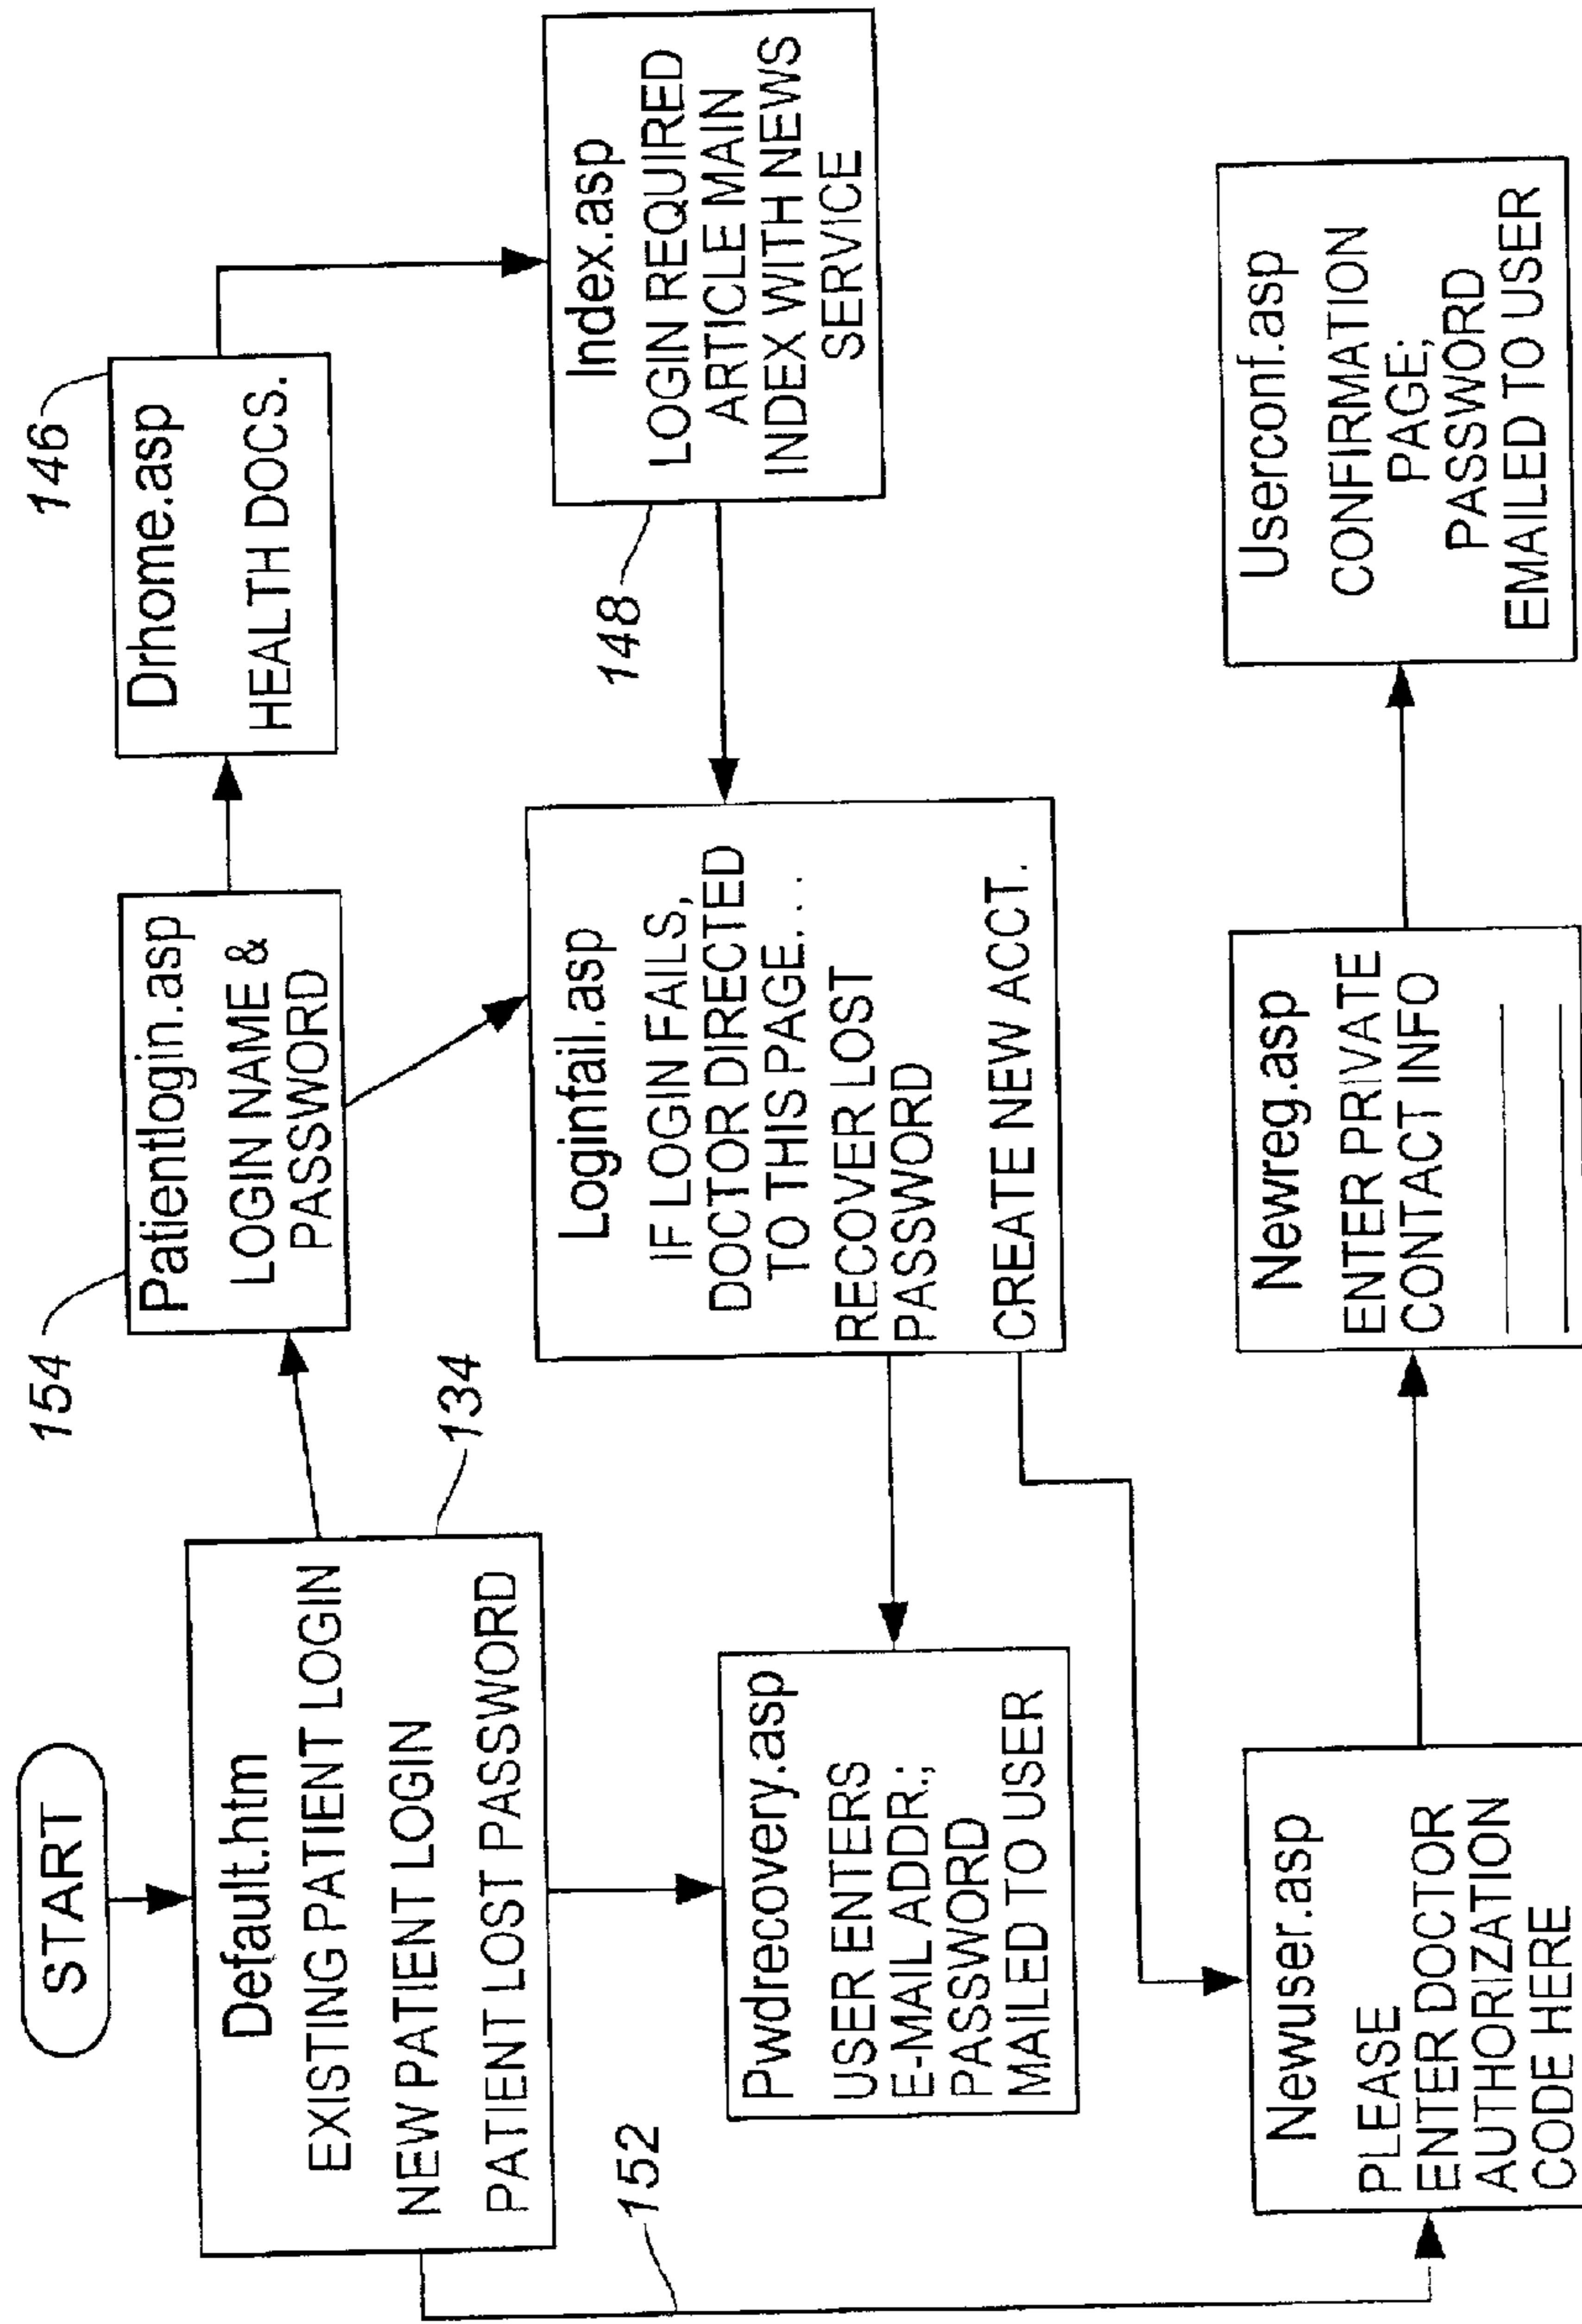 START
Default.htm
EXISTING PATIENT LOGIN
NEW PATIENT LOGIN
PATIENT LOST PASSWORD
134
152
154
Patientlogin.asp
LOGIN NAME &
PASSWORD
146
Drhome.asp
HEALTH DOCS.
Index.asp
LOGIN REQUIRED
ARTICLE MAIN
INDEX WITH NEWS
SERVICE
148
Loginfail.asp
IF LOGIN FAILS,
DOCTOR DIRECTED
TO THIS PAGE. . .
RECOVER LOST
PASSWORD
CREATE NEW ACCT.
Pwdrecovery.asp
USER ENTERS
E-MAIL ADDR.;
PASSWORD
MAILED TO USER
Newuser.asp
PLEASE
ENTER DOCTOR
AUTHORIZATION
CODE HERE
Newreg.asp
ENTER PRIVATE
CONTACT INFO
Userconf.asp
CONFIRMATION
PAGE;
PASSWORD
EMAILED TO USER